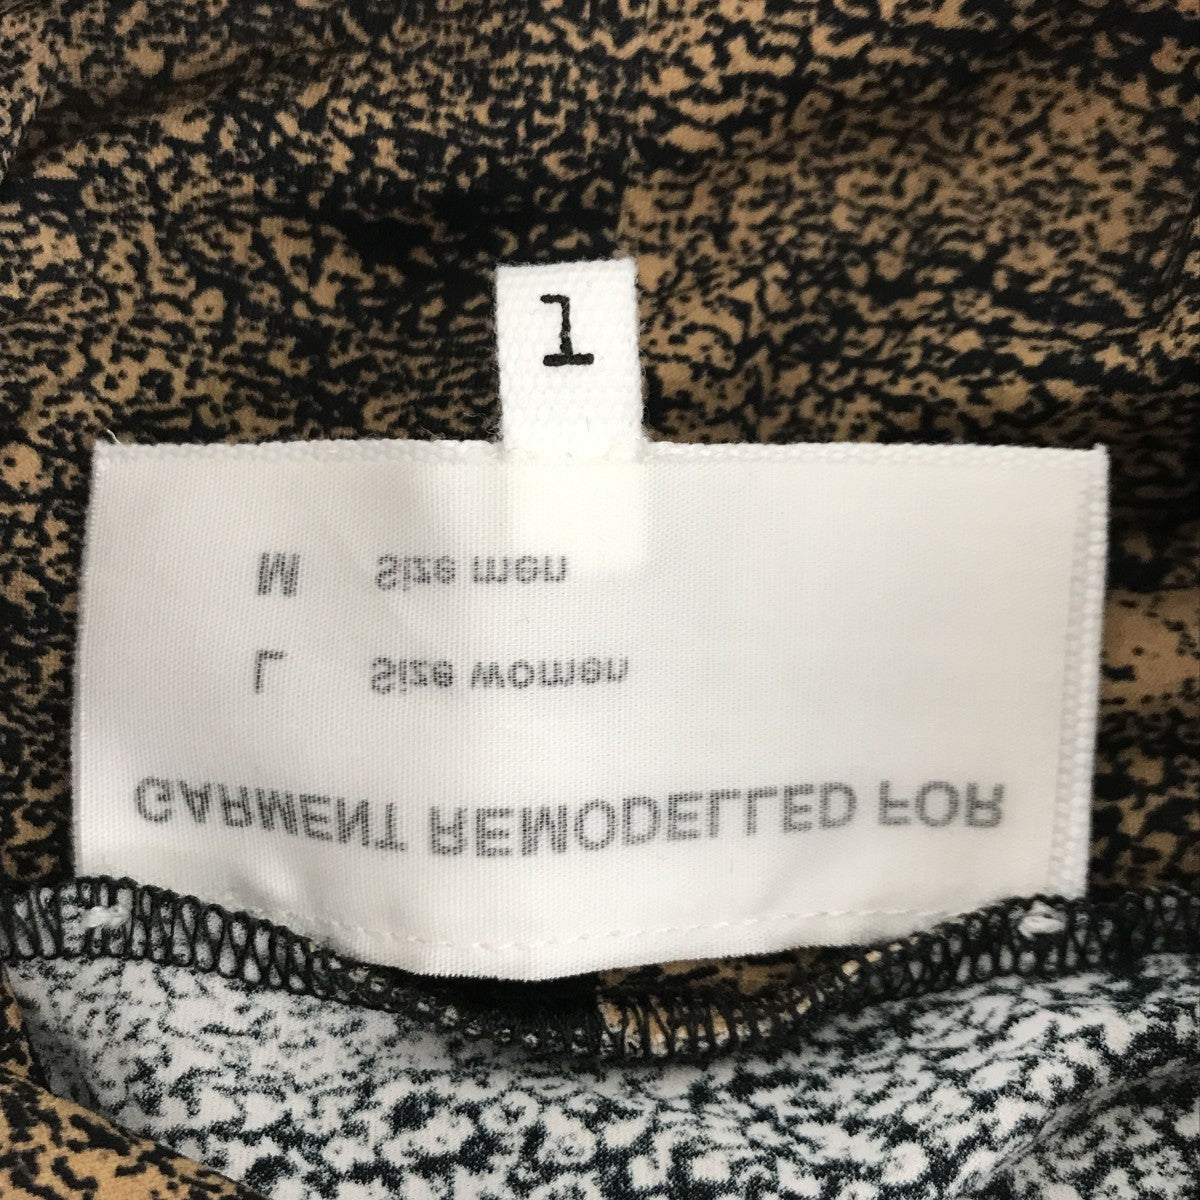 1
M Size men
L Size women
GARMENT REMODELLED FOR